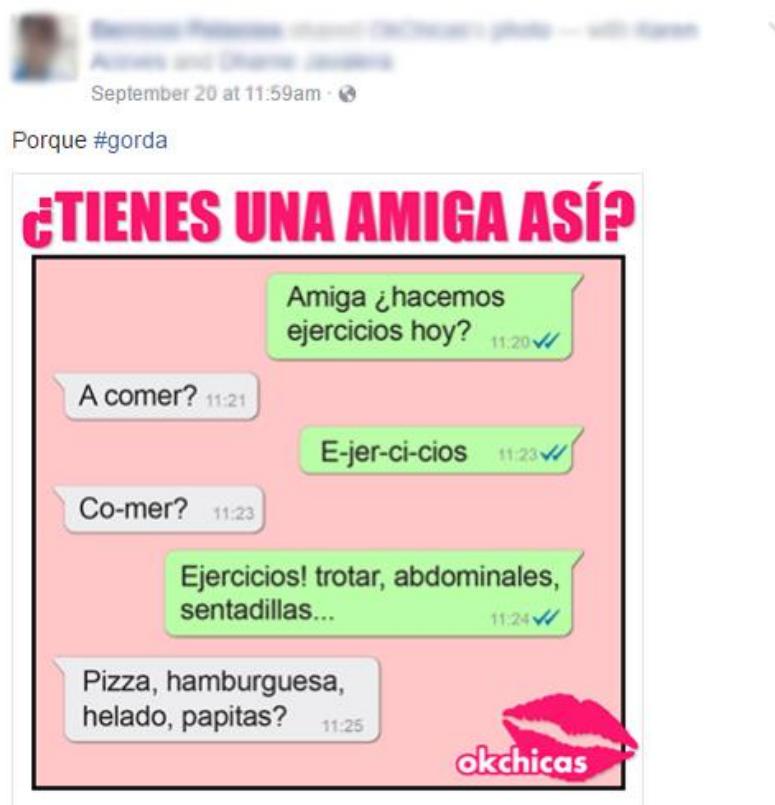 September 20 at 11:59am
Porque #gorda
¿TIENES UNA AMIGA ASÍ?
Amiga ¿hacemos
ejercicios hoy? 11:20
A comer? 11:21
E-jer-ci-cios 11:23
Co-mer? 11:23
Ejercicios! trotar, abdominales,
sentadillas... 11:24
Pizza, hamburguesa,
helado, papitas? 11:25
okchicas